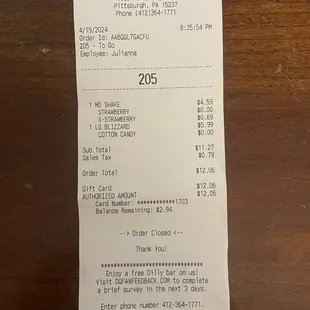 Pittsburgh, PA 15237
Phone (412)364-1771
4/19/2024 8:35:54 PM
Order Id: AABQGL7GACFU
205 - To Go
Employee: Julianna
205
1 MD SHAKE $4.59
STRAWBERRY $0.00
X-STRAWBERRY $0.69
1 LG BLIZZARD $5.99
COTTON CANDY $0.00
Sub Total $11.27
Sales Tax $0.79
Order Total $12.06
Gift Card $12.06
AUTHORIZED AMOUNT $12.06
Card Number: ************1703
Balance Remaining: $2.94
--> Order Closed <--
Thank You!
Enjoy a free Dilly bar on us!
Visit DQFANFEEDBACK.COM to complete
a brief survey in the next 3 days.
Enter phone number 412-364-1771.